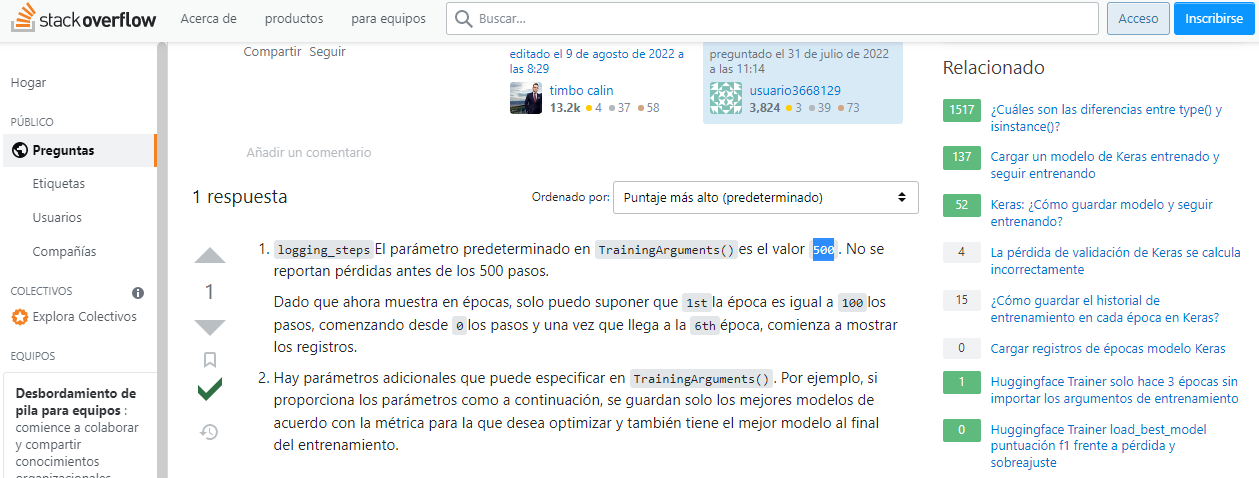 stack overflow
Acerca de
productos
para equipos
Buscar...
Acceso
Inscribirse
Hogar
PÚBLICO
Preguntas
Etiquetas
Usuarios
Compañías
COLECTIVOS
Explora Colectivos
EQUIPOS
Desbordamiento de
pila para equipos :
comience a colaborar
y compartir
conocimientos
organizacionales
Compartir Seguir
editado el 9 de agosto de 2022 a
las 8:29
timbo calin
13.2k 4 37 58
preguntado el 31 de julio de 2022
a las 11:14
usuario3668129
3,824 3 39 73
Añadir un comentario
1 respuesta
Ordenado por:
Puntaje más alto (predeterminado)
1
1. logging_steps El parámetro predeterminado en TrainingArguments() es el valor 500 . No se
reportan pérdidas antes de los 500 pasos.
Dado que ahora muestra en épocas, solo puedo suponer que 1st la época es igual a 100 los
pasos, comenzando desde 0 los pasos y una vez que llega a la 6th época, comienza a mostrar
los registros.
2. Hay parámetros adicionales que puede especificar en TrainingArguments() . Por ejemplo, si
proporciona los parámetros como a continuación, se guardan solo los mejores modelos de
acuerdo con la métrica para la que desea optimizar y también tiene el mejor modelo al final
del entrenamiento.
Relacionado
1517 ¿Cuáles son las diferencias entre type() y
isinstance()?
137 Cargar un modelo de Keras entrenado y
seguir entrenando
52 Keras: ¿Cómo guardar modelo y seguir
entrenando?
4 La pérdida de validación de Keras se calcula
incorrectamente
15 ¿Cómo guardar el historial de
entrenamiento en cada época en Keras?
0 Cargar registros de épocas modelo Keras
1 Huggingface Trainer solo hace 3 épocas sin
importar los argumentos de entrenamiento
0 Huggingface Trainer load_best_model
puntuación f1 frente a pérdida y
sobreajuste